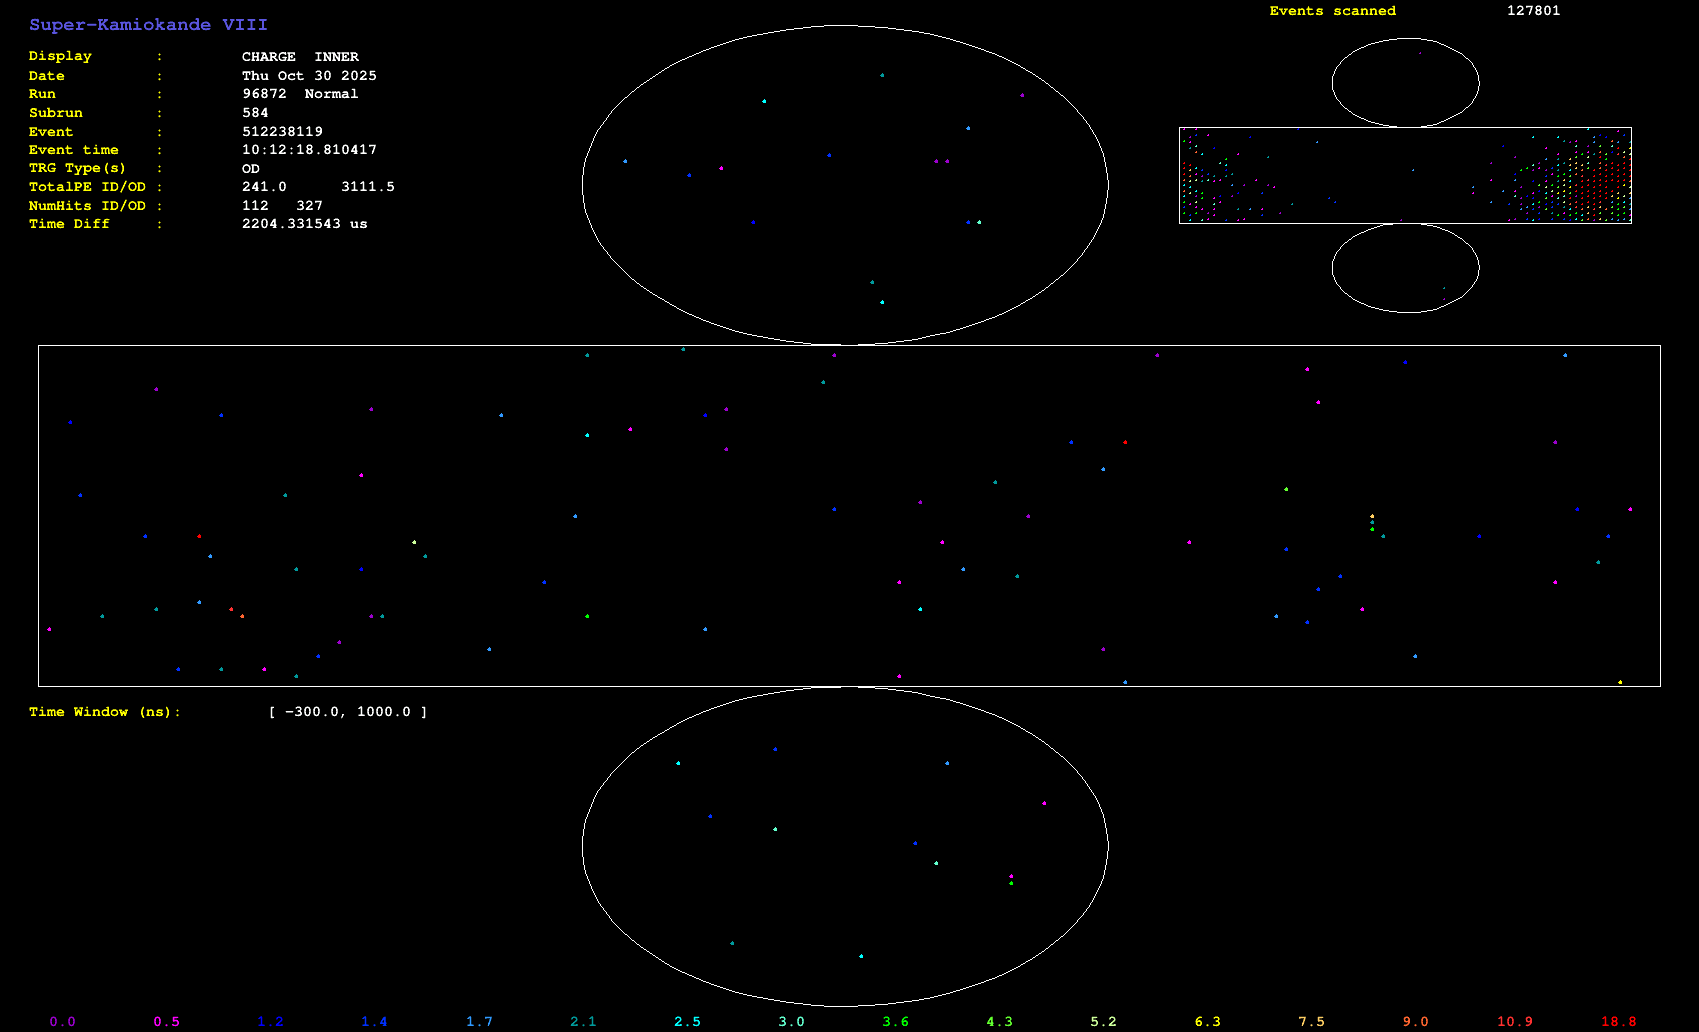 Super-Kamiokande VIII
Events scanned 127801
Display : CHARGE INNER
Date : Thu Oct 30 2025
Run : 96872 Normal
Subrun : 584
Event : 512238119
Event time : 10:12:18.810417
TRG Type(s) : OD
TotalPE ID/OD : 241.0 3111.5
NumHits ID/OD : 112 327
Time Diff : 2204.331543 us
Time Window (ns): [ -300.0, 1000.0 ]
0.0 0.5 1.2 1.4 1.7 2.1 2.5 3.0 3.6 4.3 5.2 6.3 7.5 9.0 10.9 18.8